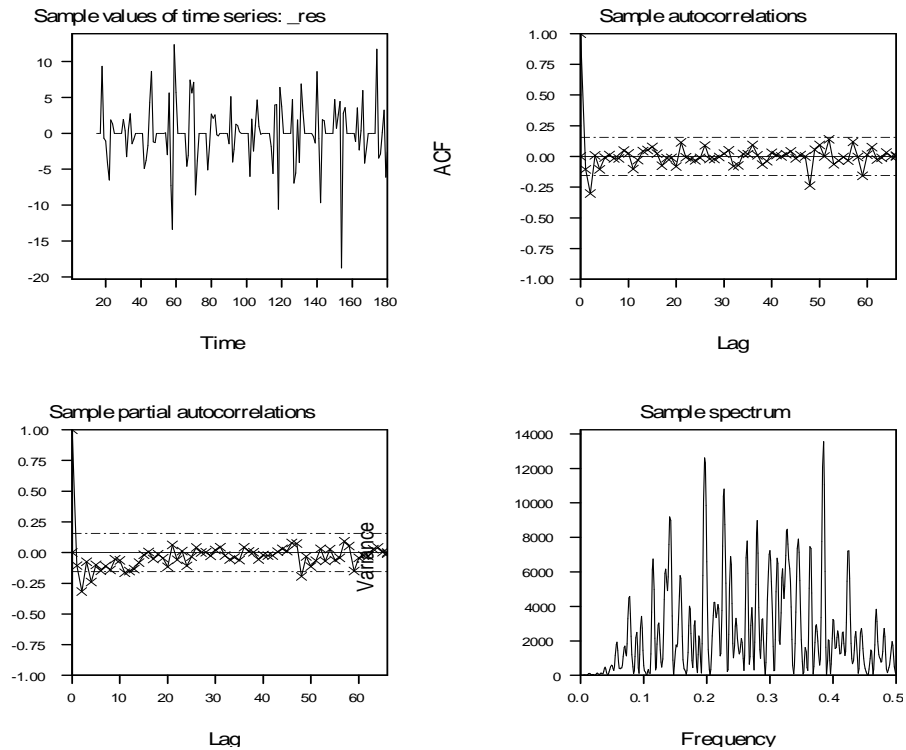 Sample values of time series: _res
10
5
0
-5
-10
-15
-20
20 40 60 80 100 120 140 160 180
Time
Sample autocorrelations
ACF
1.00
0.75
0.50
0.25
0.00
-0.25
-0.50
-0.75
-1.00
0 10 20 30 40 50 60
Lag
Sample partial autocorrelations
1.00
0.75
0.50
0.25
0.00
-0.25
-0.50
-0.75
-1.00
0 10 20 30 40 50 60
Lag
Sample spectrum
Variance
14000
12000
10000
8000
6000
4000
2000
0
0.0 0.1 0.2 0.3 0.4 0.5
Frequency